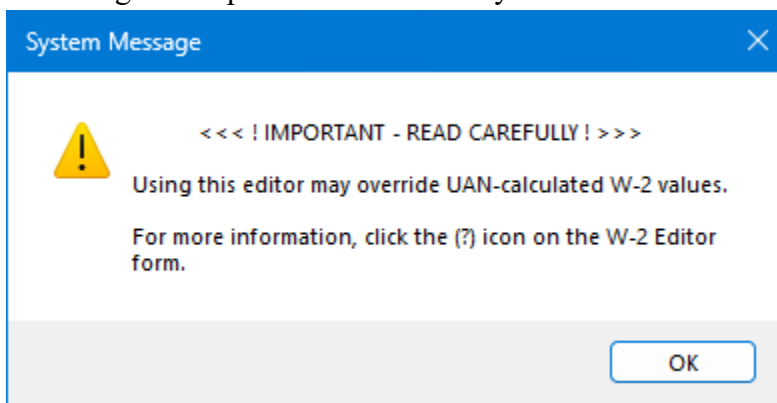 System Message
<<< ! IMPORTANT - READ CAREFULLY ! >>>
Using this editor may override UAN-calculated W-2 values.
For more information, click the (?) icon on the W-2 Editor
form.
OK